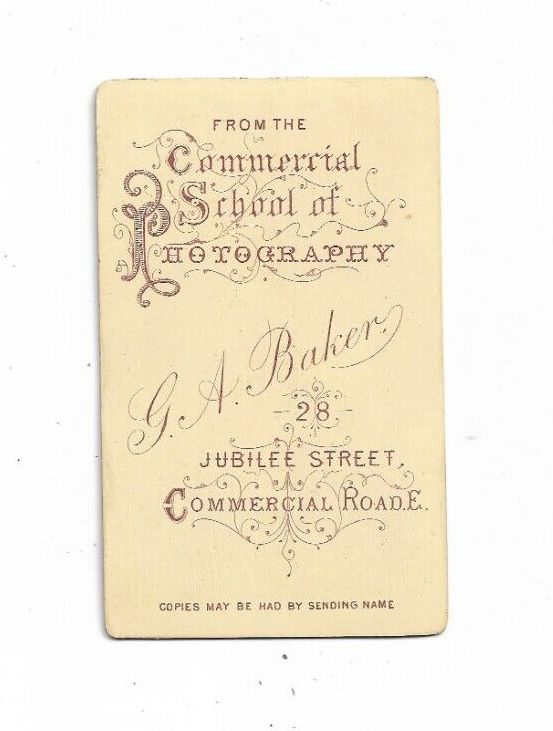 FROM THE
Commercial
School of
PHOTOGRAPHY
G. A. Baker.
28
JUBILEE STREET,
COMMERCIAL ROAD.E.
COPIES MAY BE HAD BY SENDING NAME